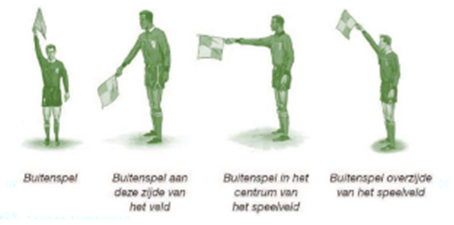 Buitenspel
Buitenspel aan
deze zijde van
het veld
Buitenspel in het
centrum van
het speelveld
Buitenspel overzijde
van het speelveld